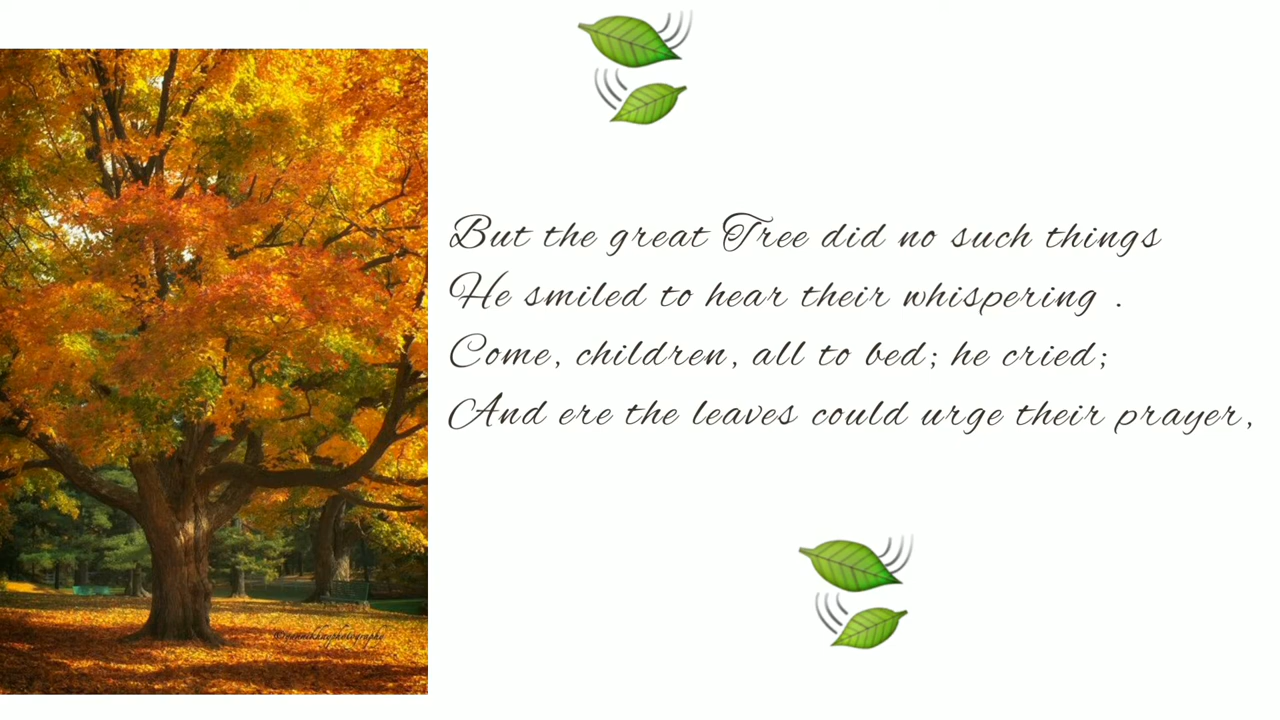 But the great Tree did no such things
He smiled to hear their whispering .
Come, children, all to bed; he cried;
And ere the leaves could urge their prayer,